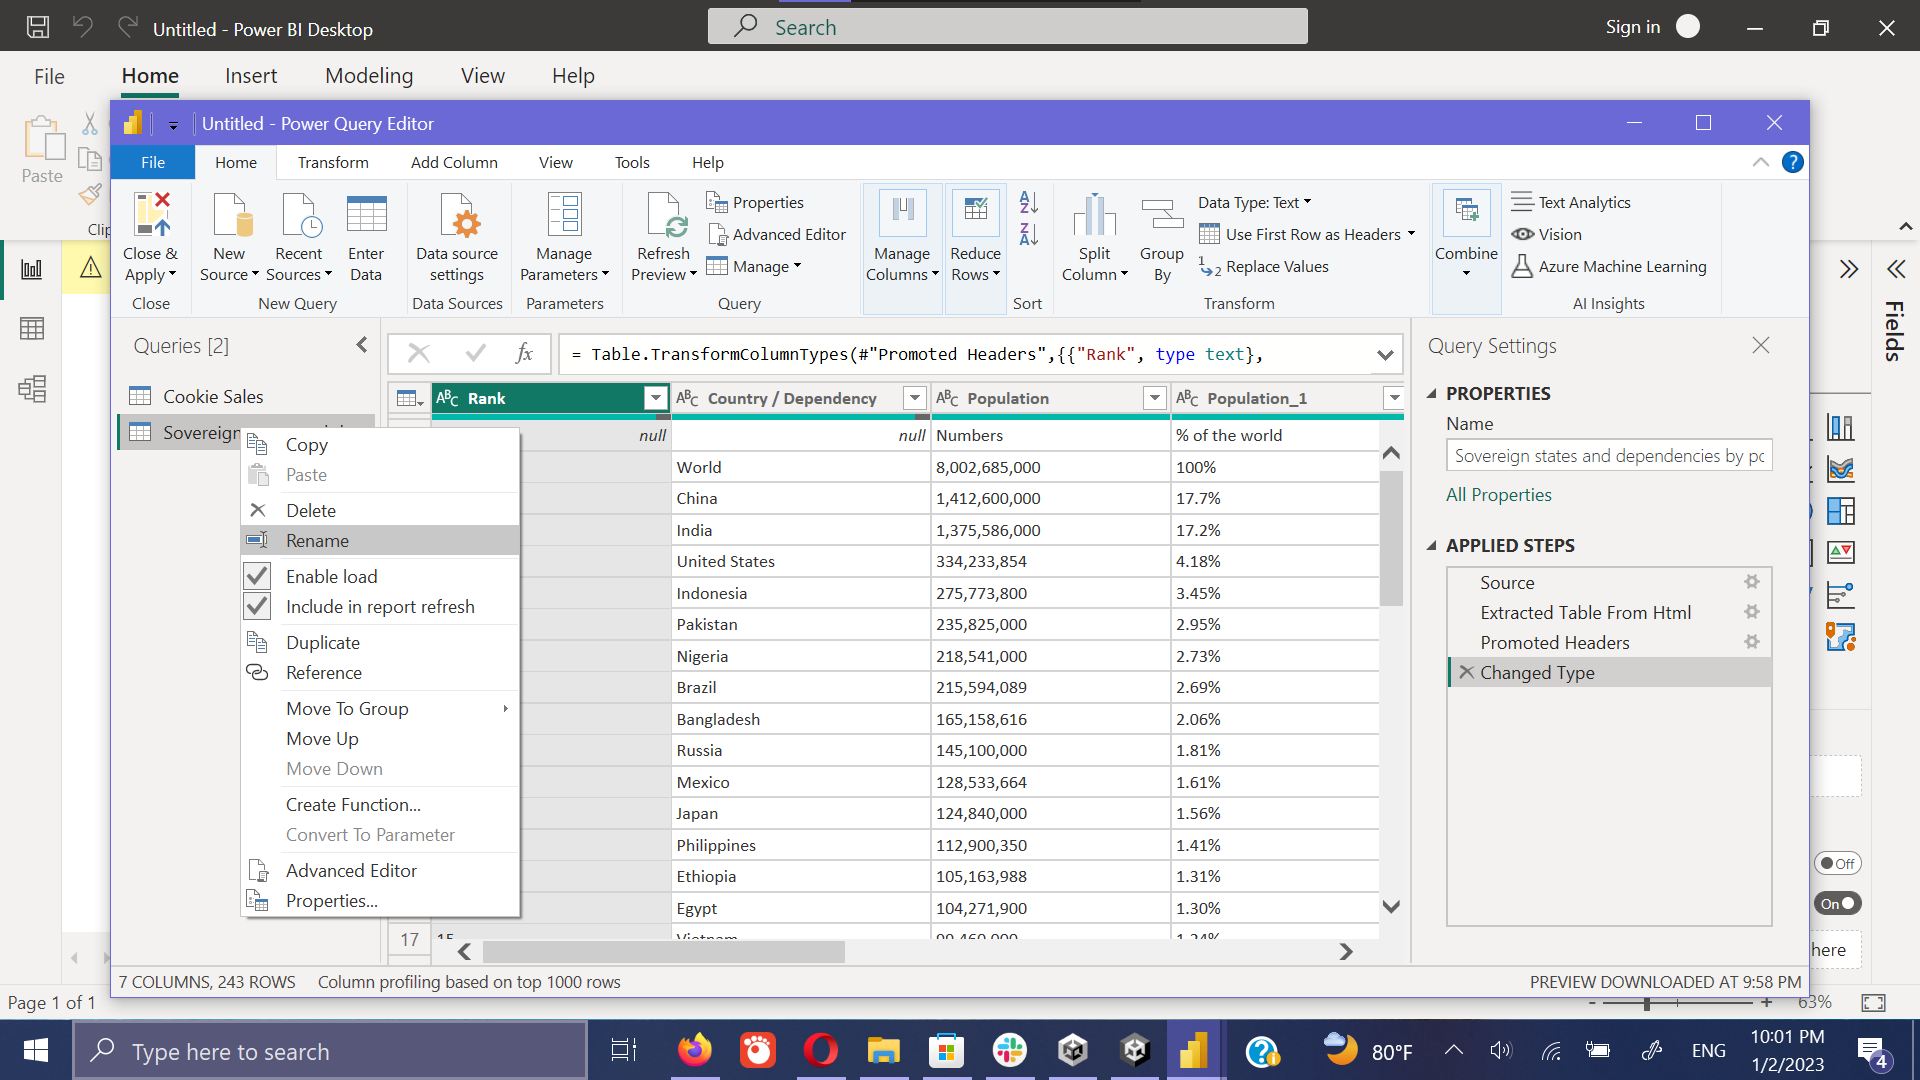 Untitled - Power BI Desktop
Search
Sign in
File
Home
Insert
Modeling
View
Help
Paste
Untitled - Power Query Editor
File
Home
Transform
Add Column
View
Tools
Help
Close &
Apply
Close
New
Source
Recent
Sources
Enter
Data
New Query
Data source
settings
Data Sources
Manage
Parameters
Parameters
Refresh
Preview
Properties
Advanced Editor
Manage
Query
Manage
Columns
Reduce
Rows
Sort
Split
Column
Group
By
Data Type: Text
Use First Row as Headers
Replace Values
Transform
Combine
Text Analytics
Vision
Azure Machine Learning
AI Insights
Queries [2]
Cookie Sales
Sovereign
fx
= Table.TransformColumnTypes(#"Promoted Headers",{{"Rank", type text},
Rank
Country / Dependency
Population
Population_1
null
null
Numbers
% of the world
World
8,002,685,000
100%
China
1,412,600,000
17.7%
India
1,375,586,000
17.2%
United States
334,233,854
4.18%
Indonesia
275,773,800
3.45%
Pakistan
235,825,000
2.95%
Nigeria
218,541,000
2.73%
Brazil
215,594,089
2.69%
Bangladesh
165,158,616
2.06%
Russia
145,100,000
1.81%
Mexico
128,533,664
1.61%
Japan
124,840,000
1.56%
Philippines
112,900,350
1.41%
Ethiopia
105,163,988
1.31%
Egypt
104,271,900
1.30%
17
15
Vietnam
99,460,000
1.24%
Copy
Paste
Delete
Rename
Enable load
Include in report refresh
Duplicate
Reference
Move To Group
Move Up
Move Down
Create Function...
Convert To Parameter
Advanced Editor
Properties...
Query Settings
PROPERTIES
Name
Sovereign states and dependencies by pc
All Properties
APPLIED STEPS
Source
Extracted Table From Html
Promoted Headers
Changed Type
Fields
Off
On
here
7 COLUMNS, 243 ROWS
Column profiling based on top 1000 rows
PREVIEW DOWNLOADED AT 9:58 PM
Page 1 of 1
63%
Type here to search
80°F
ENG
10:01 PM
1/2/2023
4